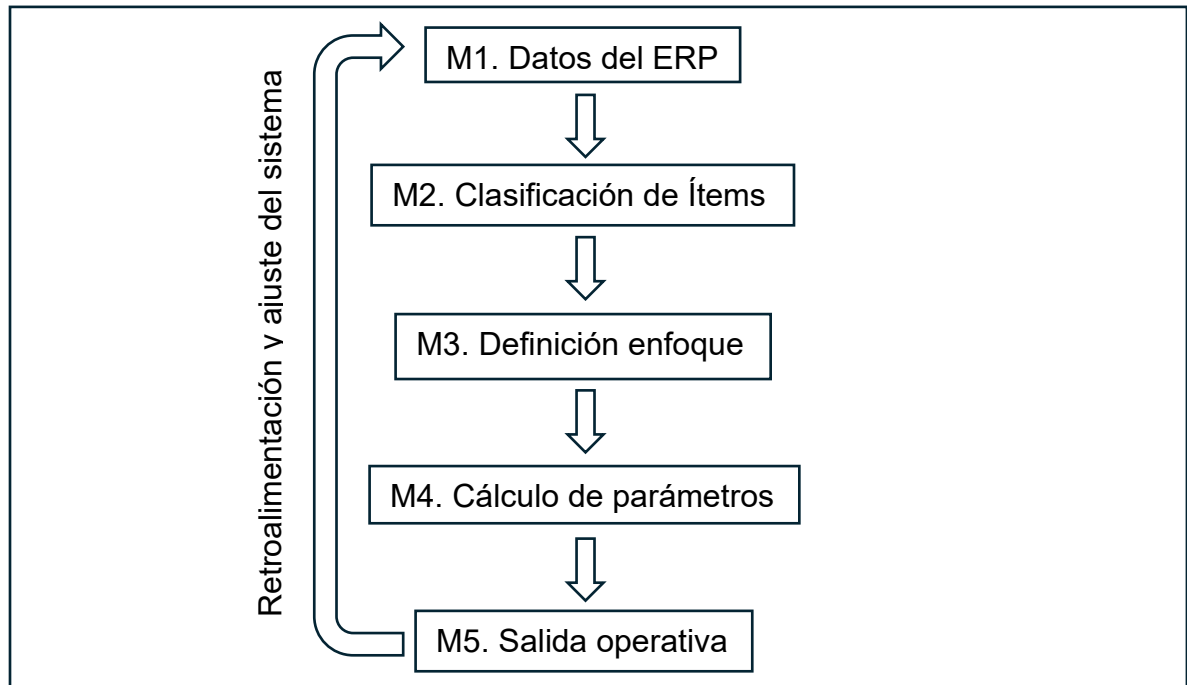 Retroalimentación y ajuste del sistema
M1. Datos del ERP
M2. Clasificación de Ítems
M3. Definición enfoque
M4. Cálculo de parámetros
M5. Salida operativa